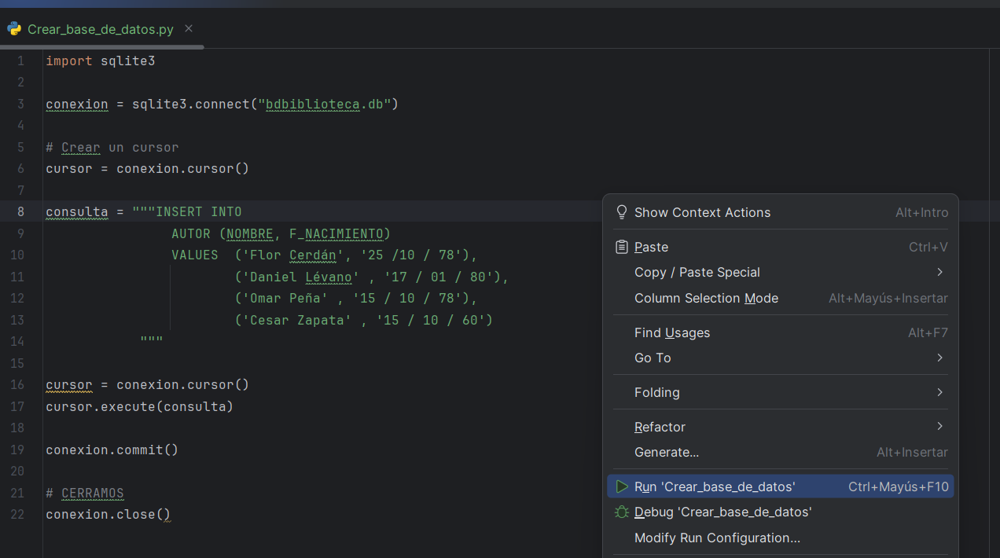 Crear_base_de_datos.py
1 import sqlite3
2
3 conexion = sqlite3.connect("bdbiblioteca.db")
4
5 # Crear un cursor
6 cursor = conexion.cursor()
7
8 consulta = """INSERT INTO
9 AUTOR (NOMBRE, F_NACIMIENTO)
10 VALUES ('Flor Cerdán', '25 /10 / 78'),
11 ('Daniel Lévano' , '17 / 01 / 80'),
12 ('Omar Peña' , '15 / 10 / 78'),
13 ('Cesar Zapata' , '15 / 10 / 60')
14 """
15
16 cursor = conexion.cursor()
17 cursor.execute(consulta)
18
19 conexion.commit()
20
21 # CERRAMOS
22 conexion.close()
Show Context Actions Alt+Intro
Paste Ctrl+V
Copy / Paste Special
Column Selection Mode Alt+Mayús+Insertar
Find Usages Alt+F7
Go To
Folding
Refactor
Generate... Alt+Insertar
Run 'Crear_base_de_datos' Ctrl+Mayús+F10
Debug 'Crear_base_de_datos'
Modify Run Configuration...